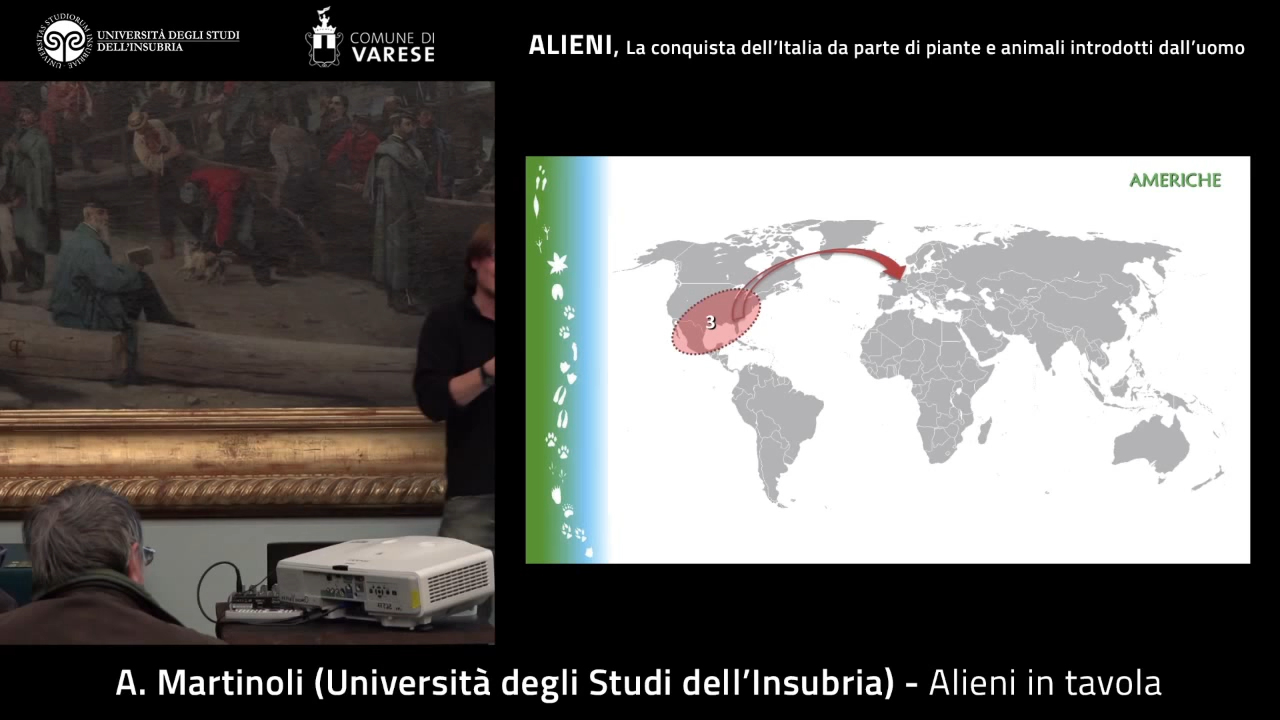 UNIVERSITÀ DEGLI STUDI
DELL'INSUBRIA
COMUNE DI
VARESE
ALIENI, La conquista dell'Italia da parte di piante e animali introdotti dall'uomo
AMERICHE
3
A. Martinoli (Università degli Studi dell'Insubria) - Alieni in tavola